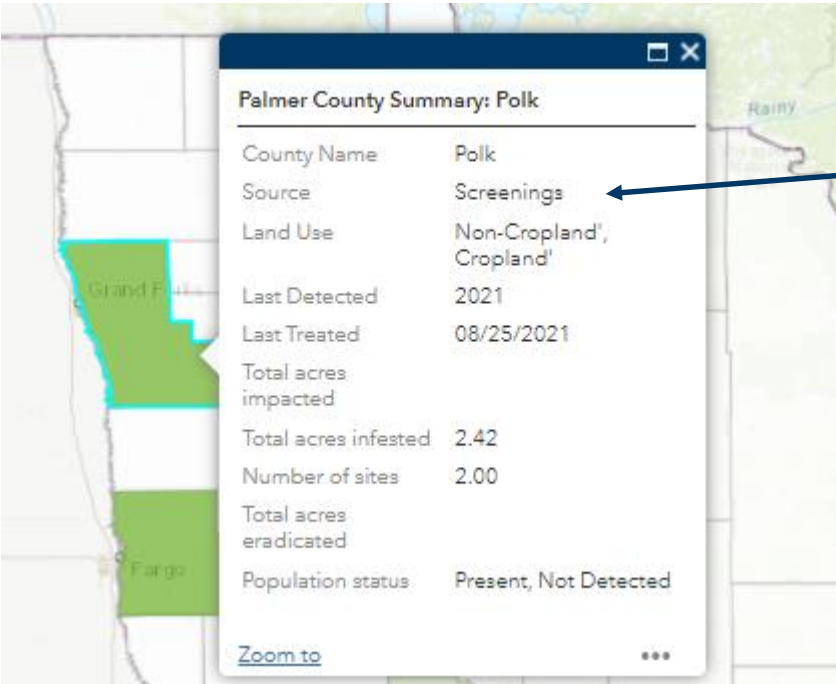 Palmer County Summary: Polk
Rainy
County Name Polk
Source Screenings
Land Use Non-Cropland',
Cropland'
Grand
Last Detected 2021
Last Treated 08/25/2021
Total acres
impacted
Total acres infested 2.42
Number of sites 2.00
Total acres
eradicated
Fargo
Population status Present, Not Detected
Zoom to •••